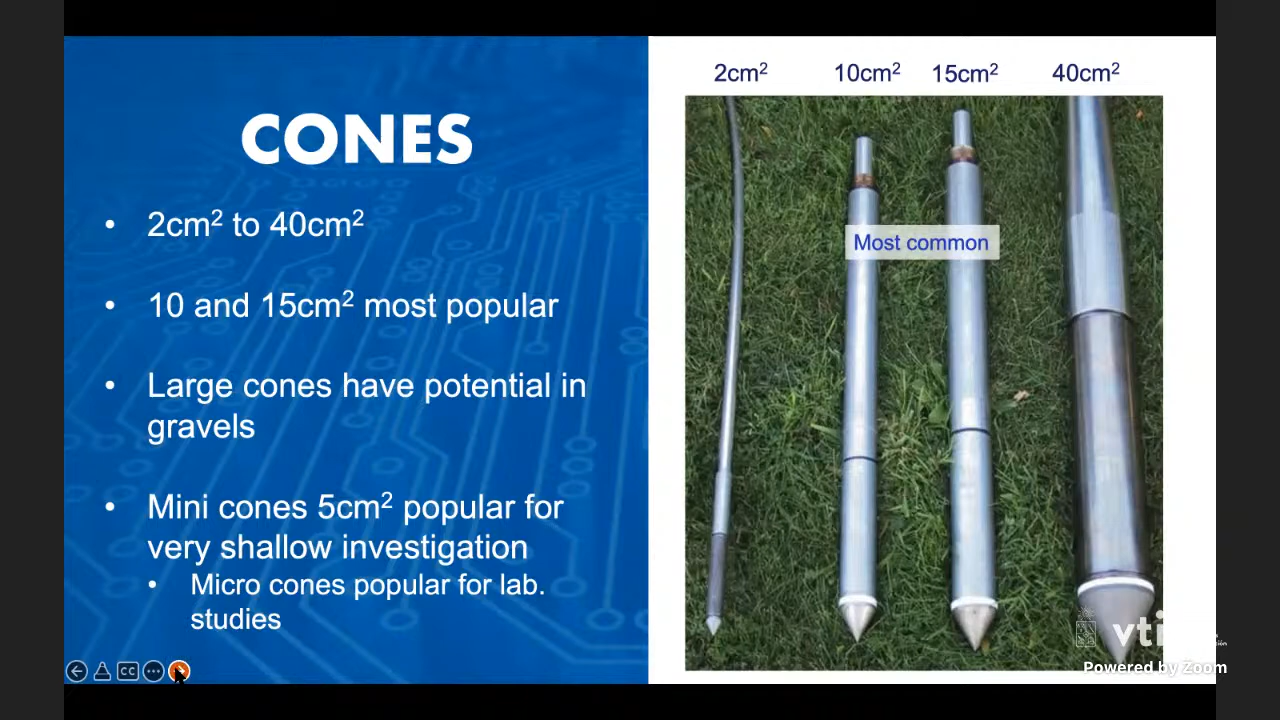 CONES
• 2cm² to 40cm²
• 10 and 15cm² most popular
• Large cones have potential in
gravels
• Mini cones 5cm² popular for
very shallow investigation
• Micro cones popular for lab.
studies
2cm² 10cm² 15cm² 40cm²
Most common
CC
vti
Powered by Zoom